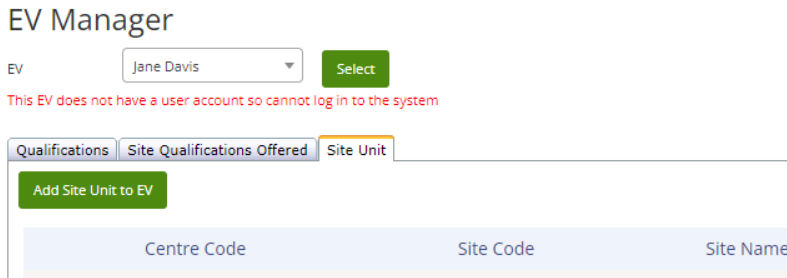 EV Manager
EV Jane Davis Select
This EV does not have a user account so cannot log in to the system
Qualifications Site Qualifications Offered Site Unit
Add Site Unit to EV
Centre Code Site Code Site Name